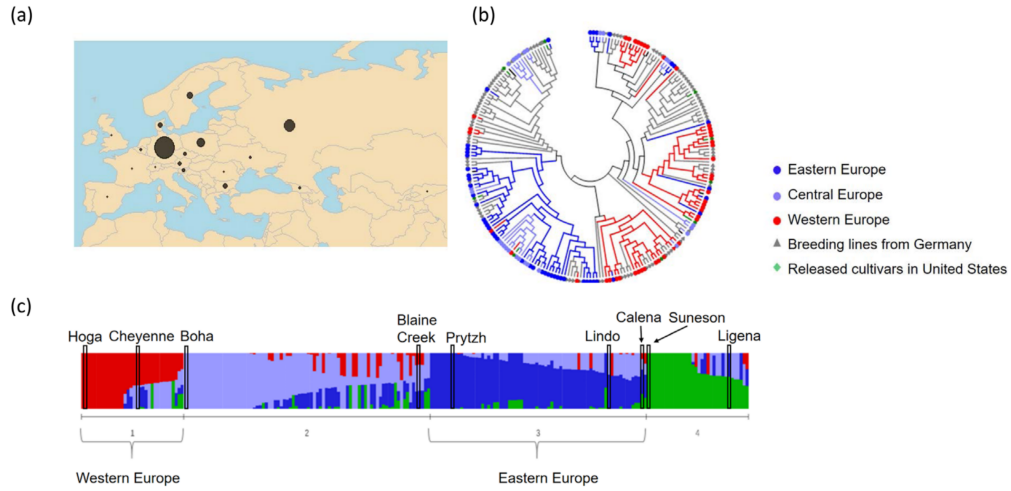 (a)
(b)
Eastern Europe
Central Europe
Western Europe
Breeding lines from Germany
Released cultivars in United States
(c)
Hoga Cheyenne Boha Blaine Creek Prytzh Lindo Calena Suneson Ligena
1 2 3 4
Western Europe Eastern Europe